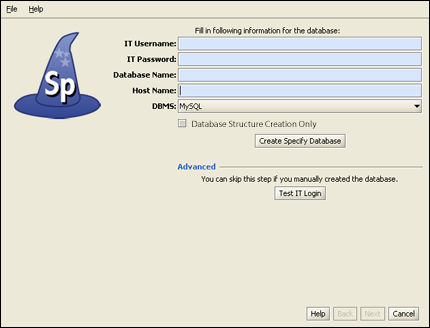 File Help
Sp
Fill in following information for the database:
IT Username:
IT Password:
Database Name:
Host Name:
DBMS: MySQL
Database Structure Creation Only
Create Specify Database
Advanced
You can skip this step if you manually created the database.
Test IT Login
Help Back Next Cancel